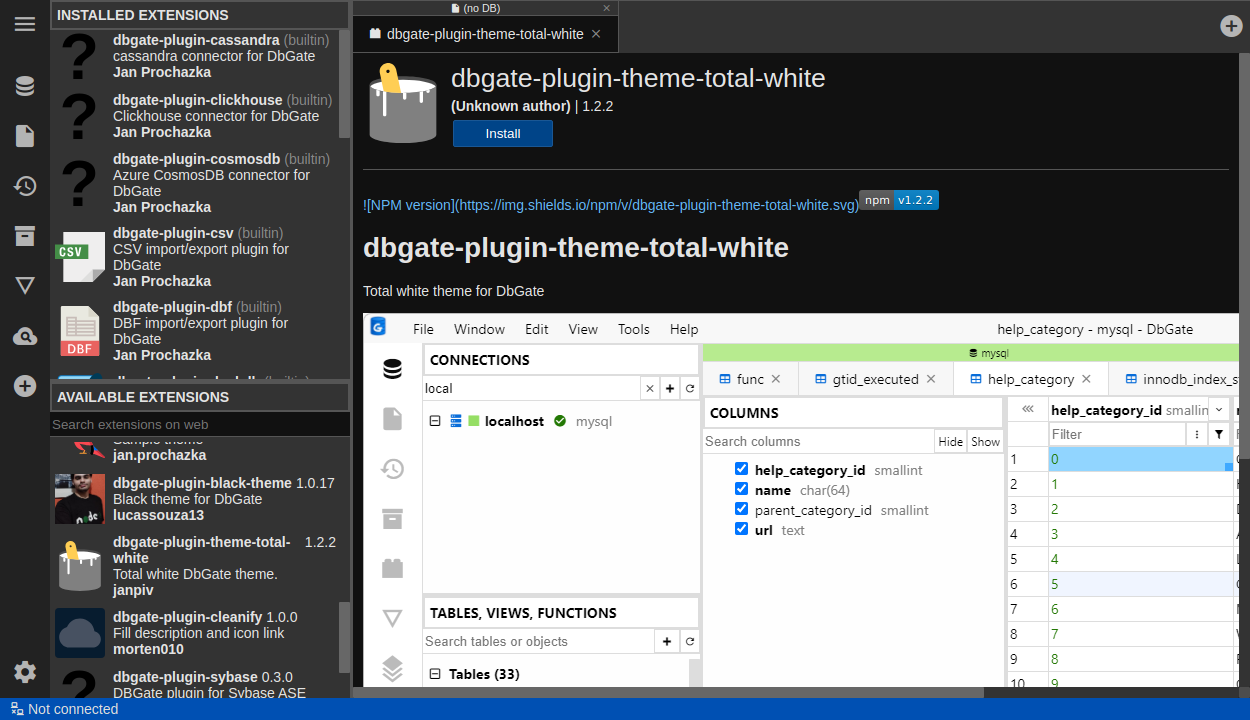 INSTALLED EXTENSIONS
dbgate-plugin-cassandra (builtin)
cassandra connector for DbGate
Jan Prochazka
dbgate-plugin-clickhouse (builtin)
Clickhouse connector for DbGate
Jan Prochazka
dbgate-plugin-cosmosdb (builtin)
Azure CosmosDB connector for
DbGate
Jan Prochazka
dbgate-plugin-csv (builtin)
CSV import/export plugin for
DbGate
Jan Prochazka
CSV
dbgate-plugin-dbf (builtin)
DBF import/export plugin for
DbGate
Jan Prochazka
DBF
AVAILABLE EXTENSIONS
Search extensions on web
Sample theme
jan.prochazka
dbgate-plugin-black-theme 1.0.17
Black theme for DbGate
lucassouza13
dbgate-plugin-theme-total- 1.2.2
white
Total white DbGate theme.
janpiv
dbgate-plugin-cleanify 1.0.0
Fill description and icon link
morten010
dbgate-plugin-sybase 0.3.0
DBGate plugin for Sybase ASE
(no DB)
dbgate-plugin-theme-total-white
dbgate-plugin-theme-total-white
(Unknown author) | 1.2.2
Install
![NPM version](https://img.shields.io/npm/v/dbgate-plugin-theme-total-white.svg) npm v1.2.2
dbgate-plugin-theme-total-white
Total white theme for DbGate
File Window Edit View Tools Help
help_category - mysql - DbGate
CONNECTIONS
local
localhost mysql
TABLES, VIEWS, FUNCTIONS
Search tables or objects
Tables (33)
mysql
func gtid_executed help_category innodb_index_s
COLUMNS
Search columns Hide Show
help_category_id smallint
name char(64)
parent_category_id smallint
url text
help_category_id smallin
Filter
1 0
2 1
3 2
4 3
5 4
6 5
7 6
8 7
9 8
10 9
Not connected